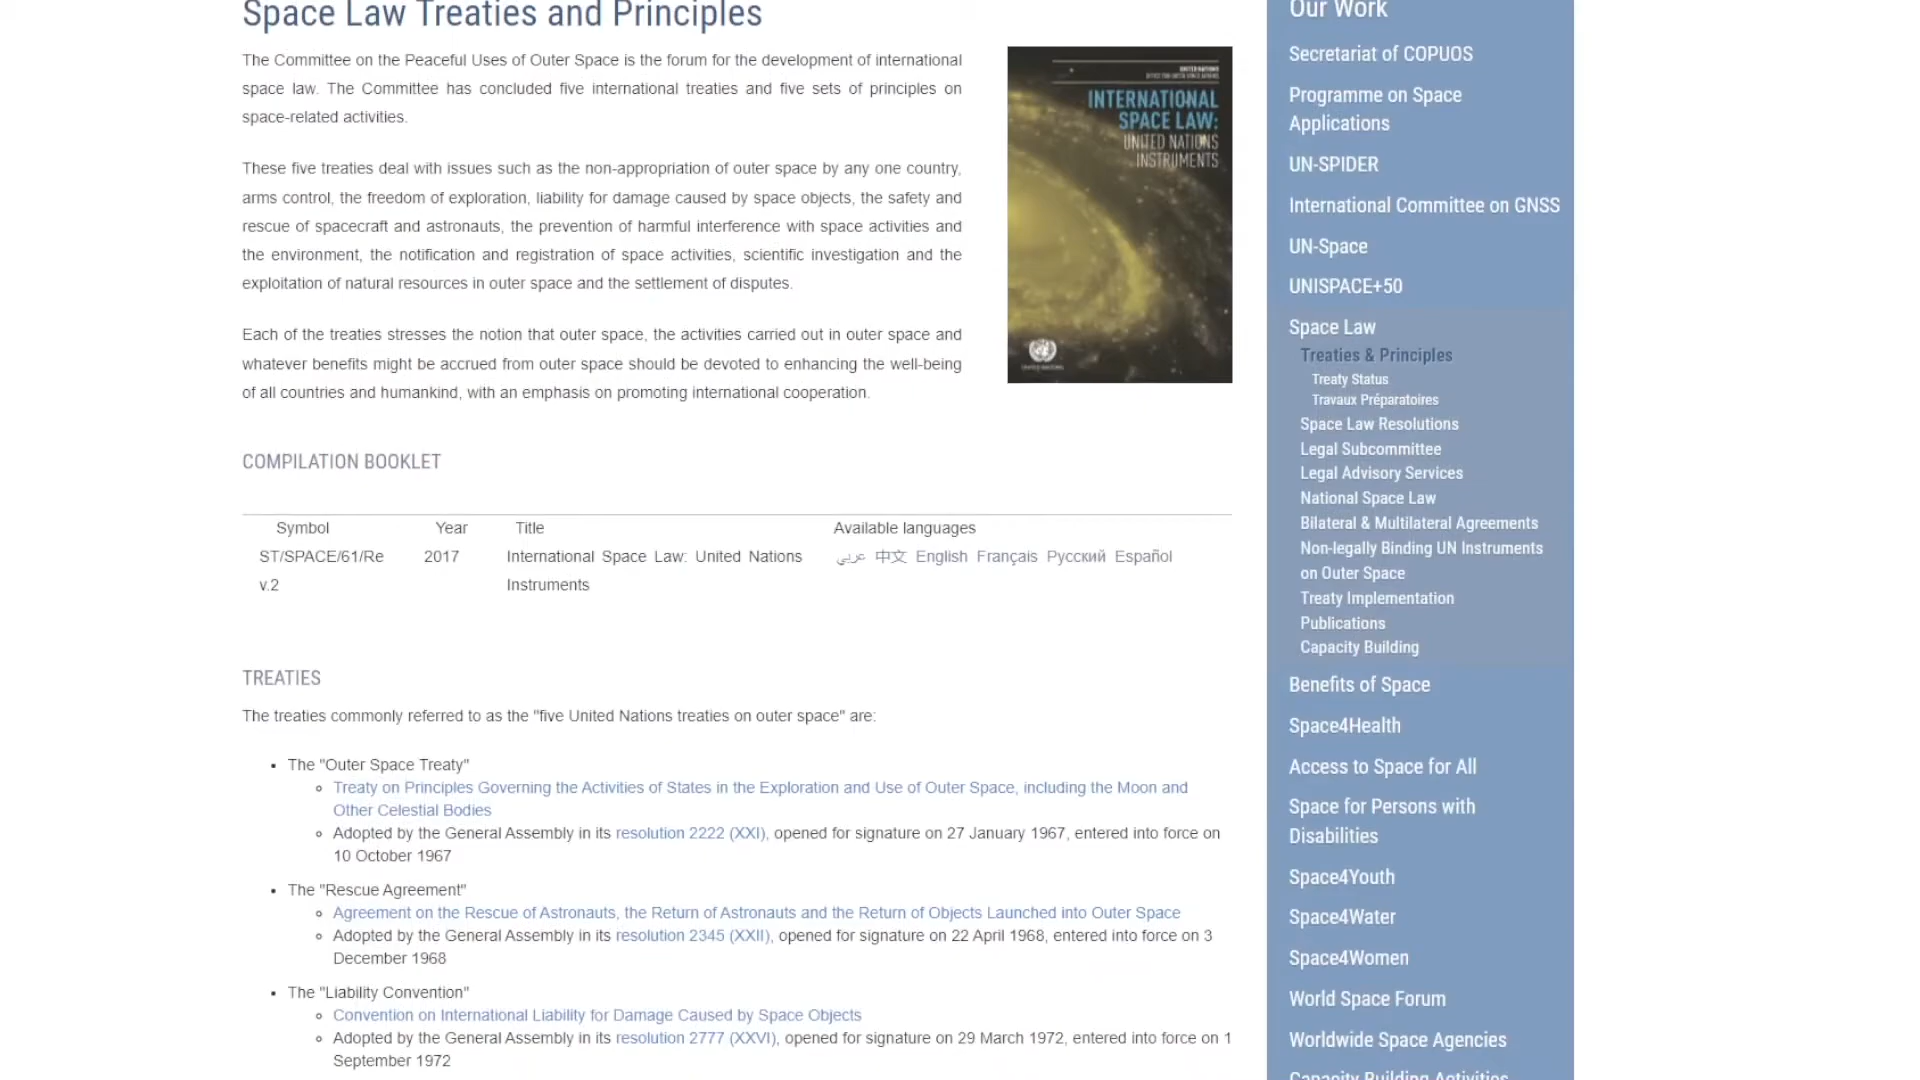 Space Law Treaties and Principles
The Committee on the Peaceful Uses of Outer Space is the forum for the development of international
space law. The Committee has concluded five international treaties and five sets of principles on
space-related activities.
These five treaties deal with issues such as the non-appropriation of outer space by any one country,
arms control, the freedom of exploration, liability for damage caused by space objects, the safety and
rescue of spacecraft and astronauts, the prevention of harmful interference with space activities and
the environment, the notification and registration of space activities, scientific investigation and the
exploitation of natural resources in outer space and the settlement of disputes.
Each of the treaties stresses the notion that outer space, the activities carried out in outer space and
whatever benefits might be accrued from outer space should be devoted to enhancing the well-being
of all countries and humankind, with an emphasis on promoting international cooperation.
UNITED NATIONS
INTERNATIONAL
SPACE LAW:
UNITED NATIONS
INSTRUMENTS
COMPILATION BOOKLET
Symbol Year Title Available languages
ST/SPACE/61/Re 2017 International Space Law: United Nations عربي 中文 English Français Русский Español
v.2 Instruments
TREATIES
The treaties commonly referred to as the "five United Nations treaties on outer space" are:
The "Outer Space Treaty"
Treaty on Principles Governing the Activities of States in the Exploration and Use of Outer Space, including the Moon and
Other Celestial Bodies
Adopted by the General Assembly in its resolution 2222 (XXI), opened for signature on 27 January 1967, entered into force on
10 October 1967
The "Rescue Agreement"
Agreement on the Rescue of Astronauts, the Return of Astronauts and the Return of Objects Launched into Outer Space
Adopted by the General Assembly in its resolution 2345 (XXII), opened for signature on 22 April 1968, entered into force on 3
December 1968
The "Liability Convention"
Convention on International Liability for Damage Caused by Space Objects
Adopted by the General Assembly in its resolution 2777 (XXVI), opened for signature on 29 March 1972, entered into force on 1
September 1972
Our Work
Secretariat of COPUOS
Programme on Space
Applications
UN-SPIDER
International Committee on GNSS
UN-Space
UNISPACE+50
Space Law
Treaties & Principles
Treaty Status
Travaux Préparatoires
Space Law Resolutions
Legal Subcommittee
Legal Advisory Services
National Space Law
Bilateral & Multilateral Agreements
Non-legally Binding UN Instruments
on Outer Space
Treaty Implementation
Publications
Capacity Building
Benefits of Space
Space4Health
Access to Space for All
Space for Persons with
Disabilities
Space4Youth
Space4Water
Space4Women
World Space Forum
Worldwide Space Agencies
Capacity Building Activities